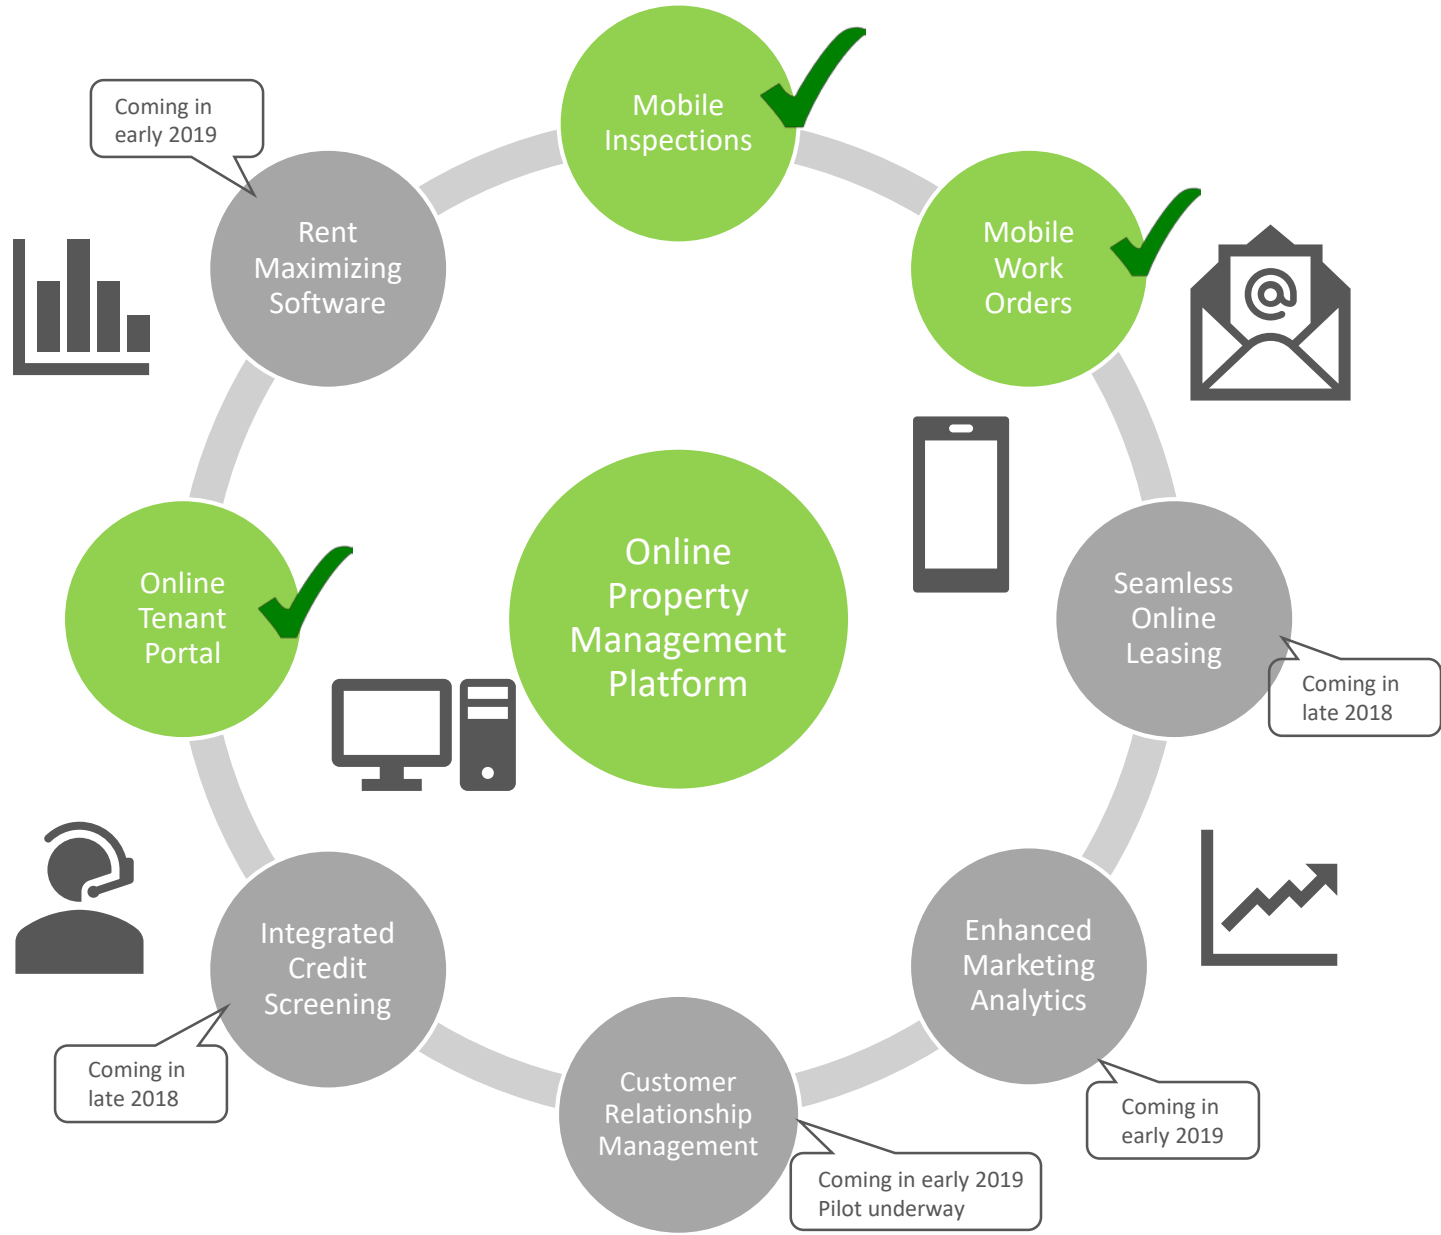 Coming in
early 2019
Mobile
Inspections
Rent
Maximizing
Software
Mobile
Work
Orders
@
Online
Tenant
Portal
Online
Property
Management
Platform
Seamless
Online
Leasing
Coming in
late 2018
Integrated
Credit
Screening
Coming in
late 2018
Enhanced
Marketing
Analytics
Coming in
early 2019
Customer
Relationship
Management
Coming in early 2019
Pilot underway